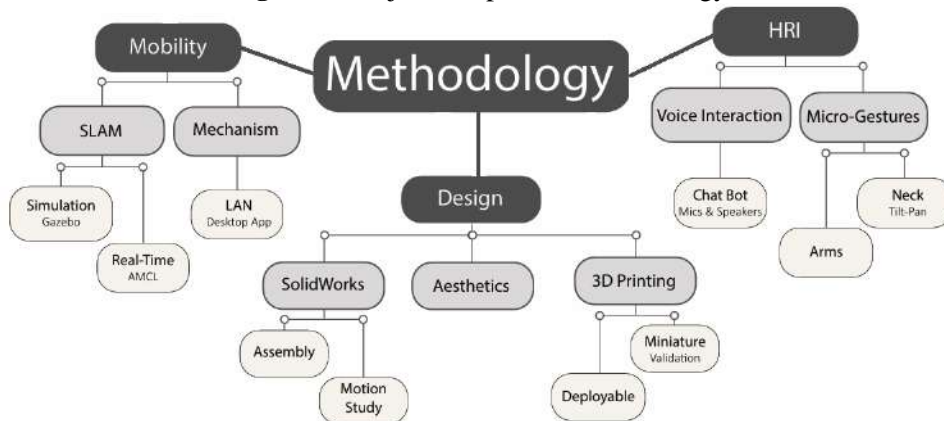 Methodology
Mobility
SLAM
Simulation
Gazebo
Real-Time
AMCL
Mechanism
LAN
Desktop App
Design
SolidWorks
Assembly
Motion
Study
Aesthetics
3D Printing
Deployable
Miniature
Validation
HRI
Voice Interaction
Chat Bot
Mics & Speakers
Micro-Gestures
Arms
Neck
Tilt-Pan